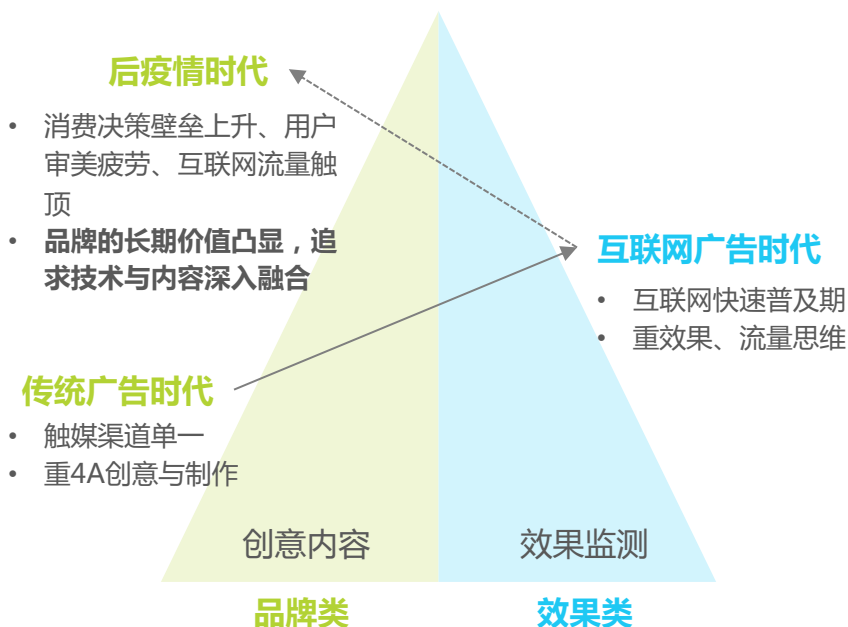 后疫情时代
• 消费决策壁垒上升、用户
审美疲劳、互联网流量触
顶
• 品牌的长期价值凸显，追
求技术与内容深入融合
互联网广告时代
• 互联网快速普及期
• 重效果、流量思维
传统广告时代
• 触媒渠道单一
• 重4A创意与制作
创意内容
效果监测
品牌类
效果类